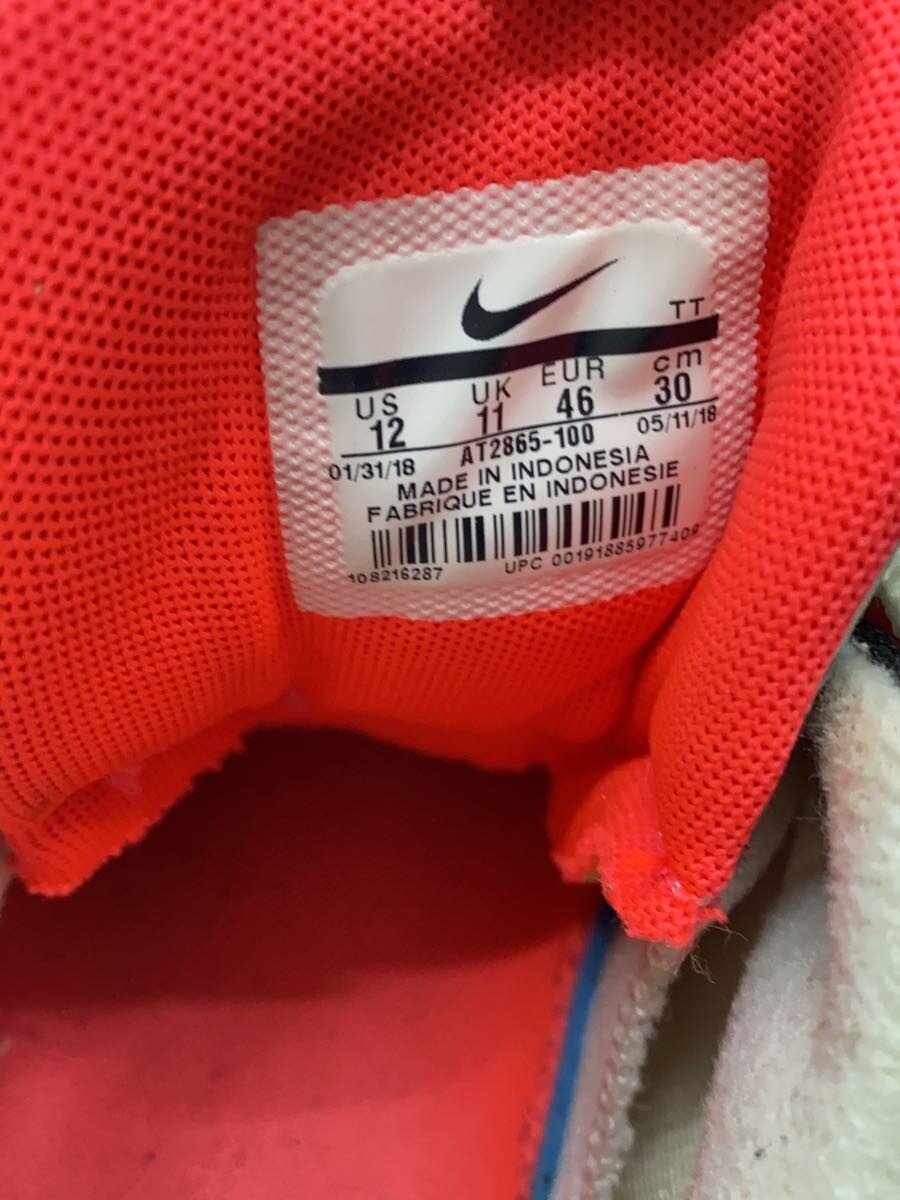 TT
US UK EUR cm
12 11 46 30
01/31/18 AT2865-100 05/11/18
MADE IN INDONESIA
FABRIQUE EN INDONESIE
108216287 UPC 00191885977409